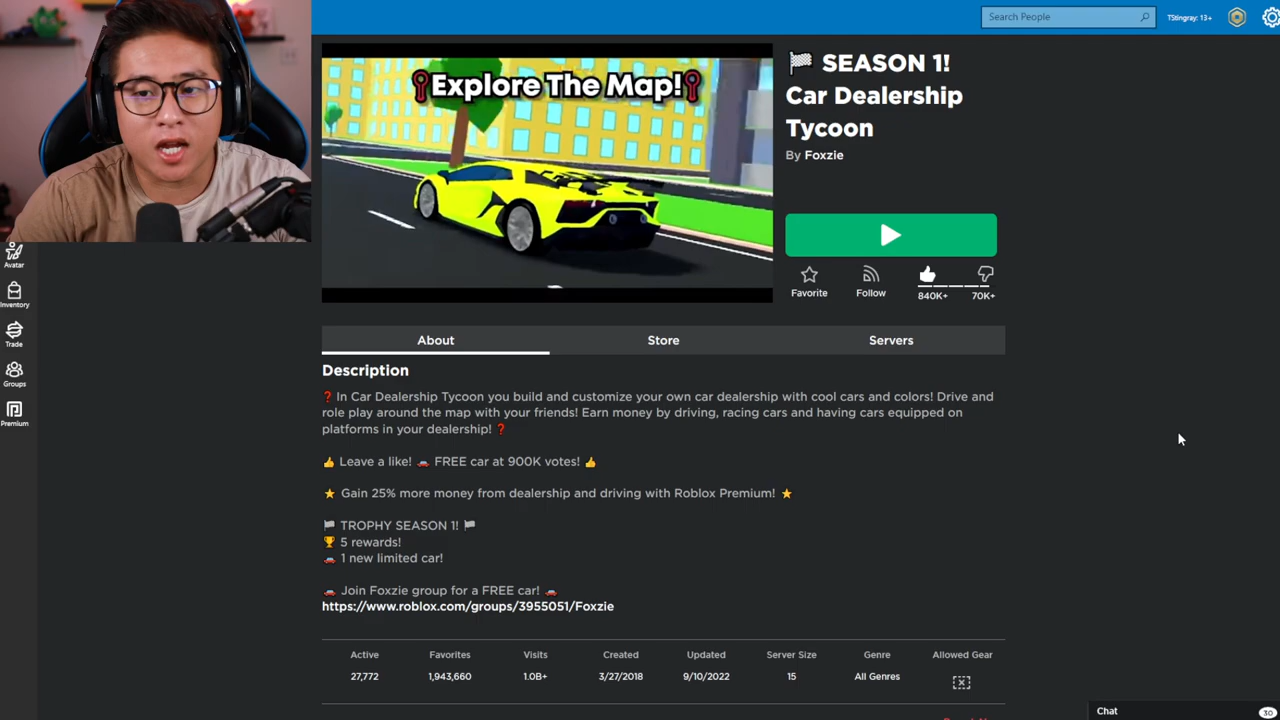 Search People
TStingray: 13+
Explore The Map!
SEASON 1!
Car Dealership
Tycoon
By Foxzie
Favorite
Follow
840K+
70K+
Avatar
Inventory
Trade
Groups
Premium
About
Store
Servers
Description
❓ In Car Dealership Tycoon you build and customize your own car dealership with cool cars and colors! Drive and
role play around the map with your friends! Earn money by driving, racing cars and having cars equipped on
platforms in your dealership! ❓
👍 Leave a like! 🚗 FREE car at 900K votes! 👍
⭐ Gain 25% more money from dealership and driving with Roblox Premium! ⭐
🏁 TROPHY SEASON 1! 🏁
🏆 5 rewards!
🚗 1 new limited car!
🚗 Join Foxzie group for a FREE car! 🚗
https://www.roblox.com/groups/3955051/Foxzie
Active
Favorites
Visits
Created
Updated
Server Size
Genre
Allowed Gear
27,772
1,943,660
1.0B+
3/27/2018
9/10/2022
15
All Genres
Chat
30